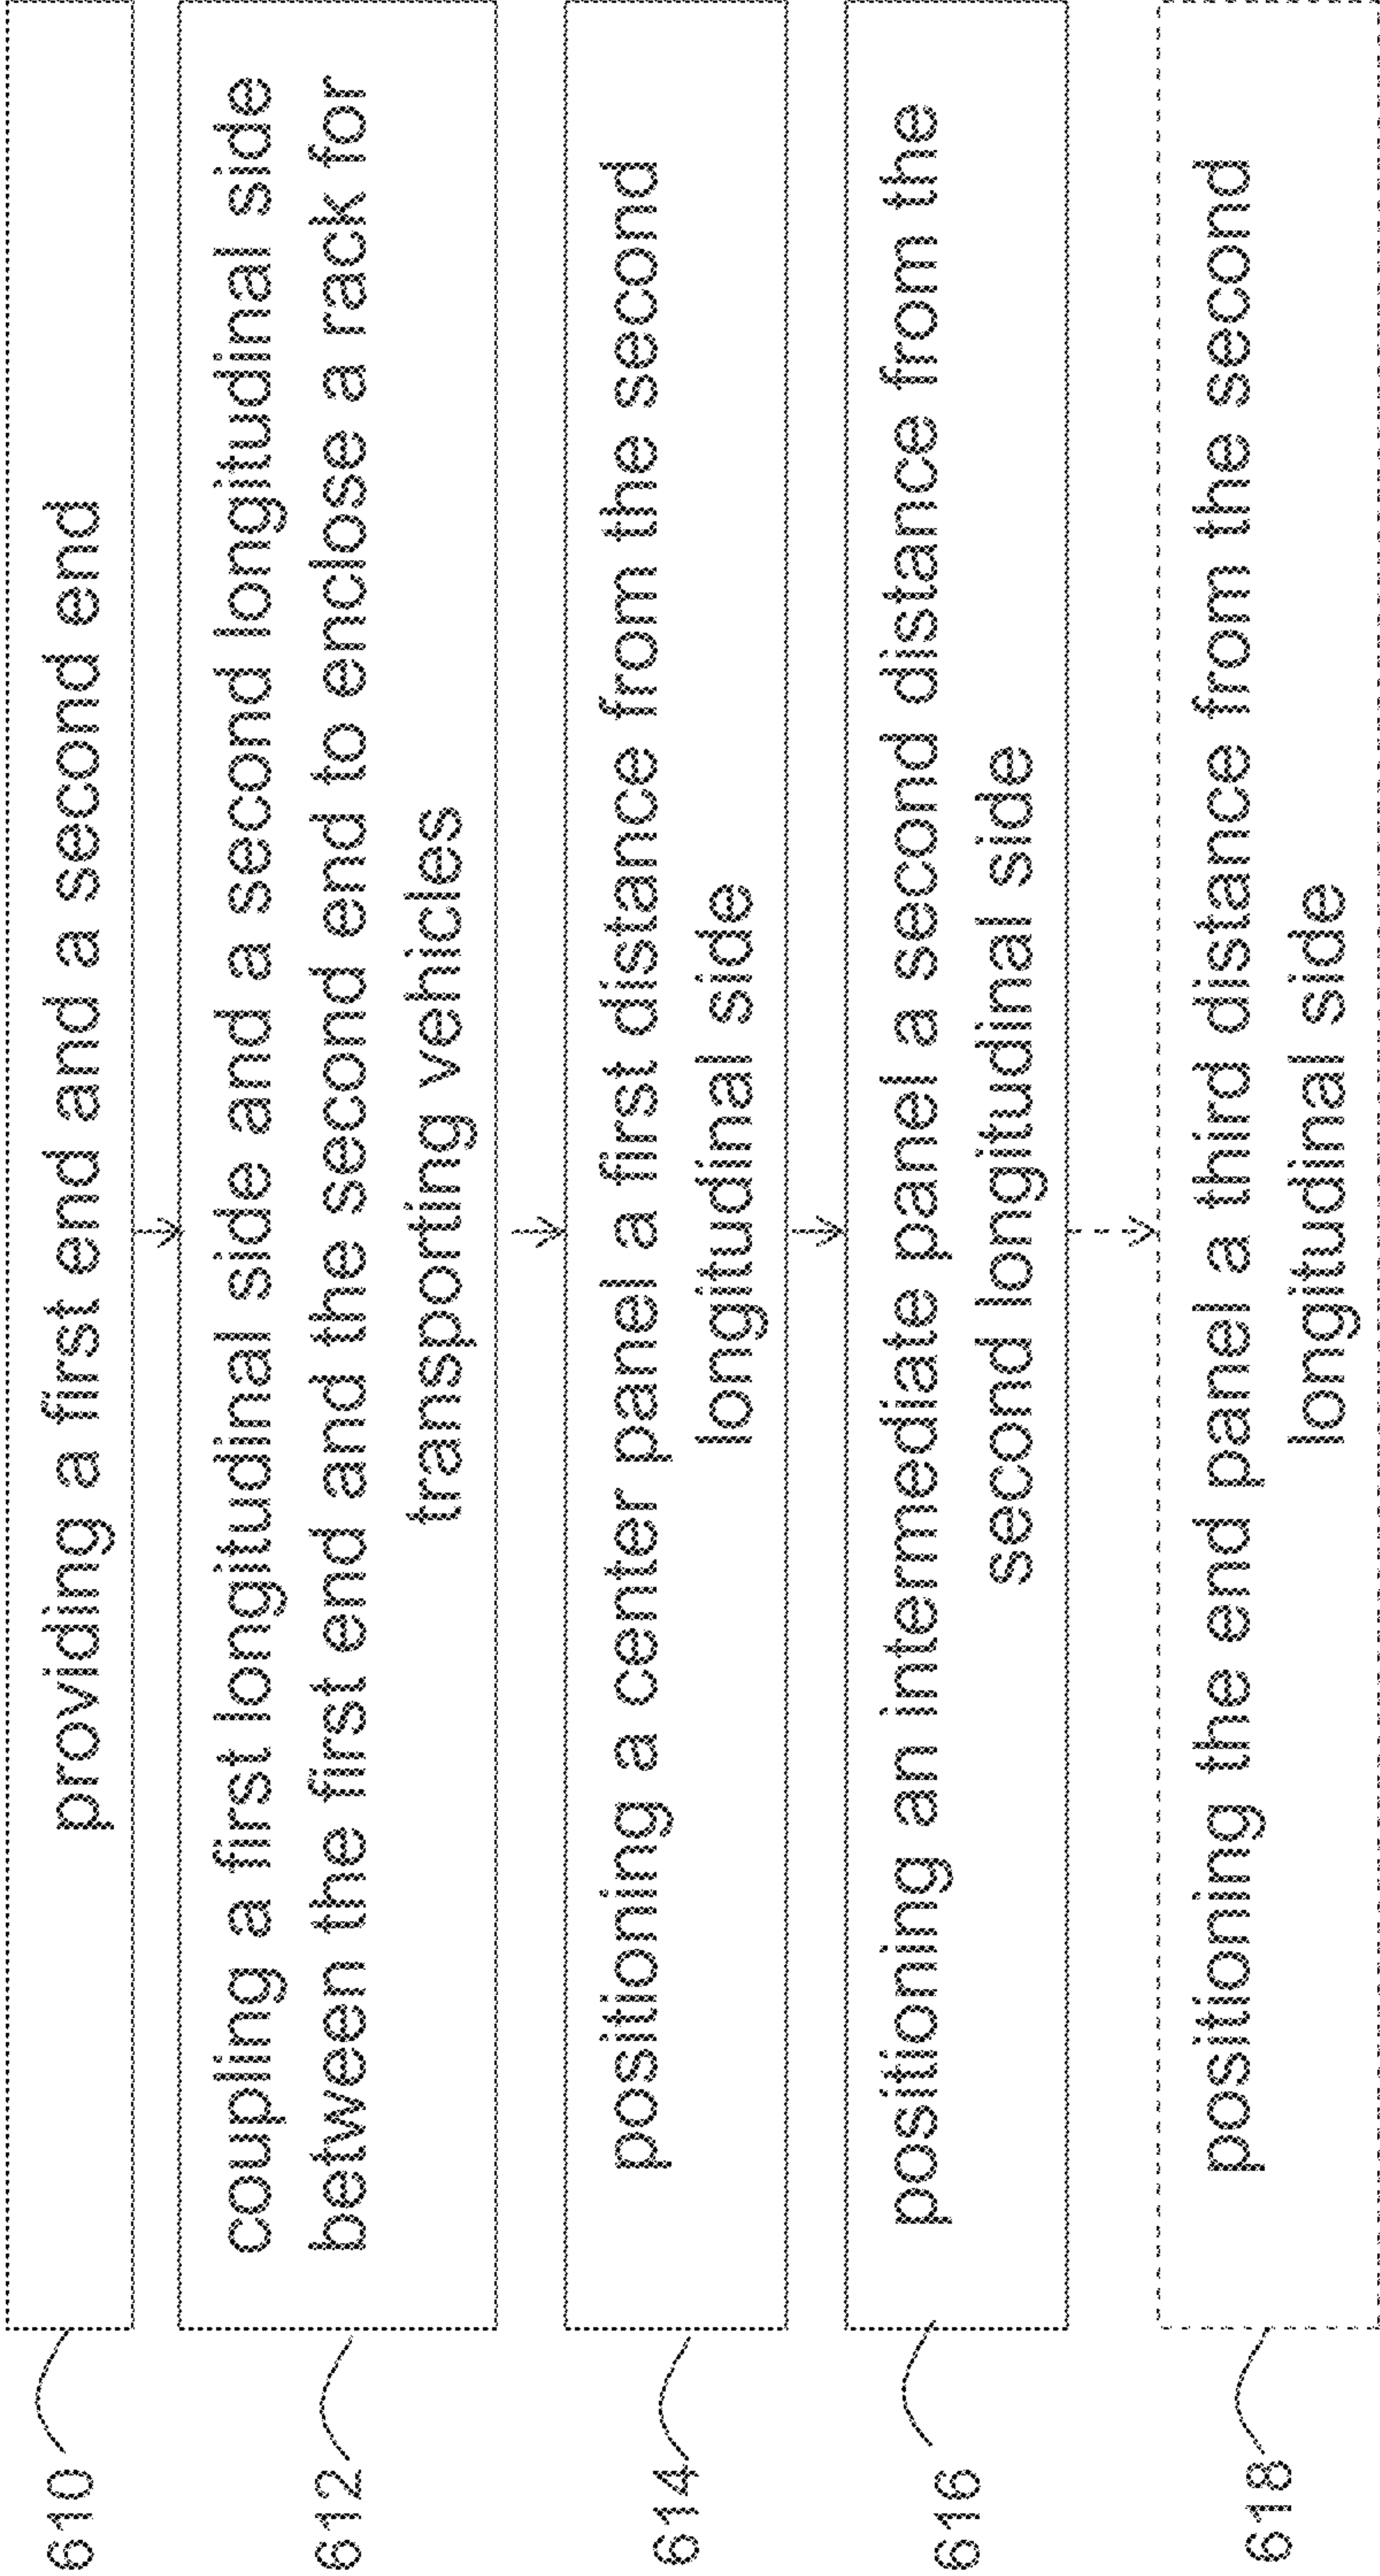 610
providing a first end and a second end
612
coupling a first longitudinal side and a second longitudinal side
between the first end and the second end to enclose a rack for
transporting vehicles
614
positioning a center panel a first distance from the second
longitudinal side
616
positioning an intermediate panel a second distance from the
second longitudinal side
618
positioning the end panel a third distance from the second
longitudinal side